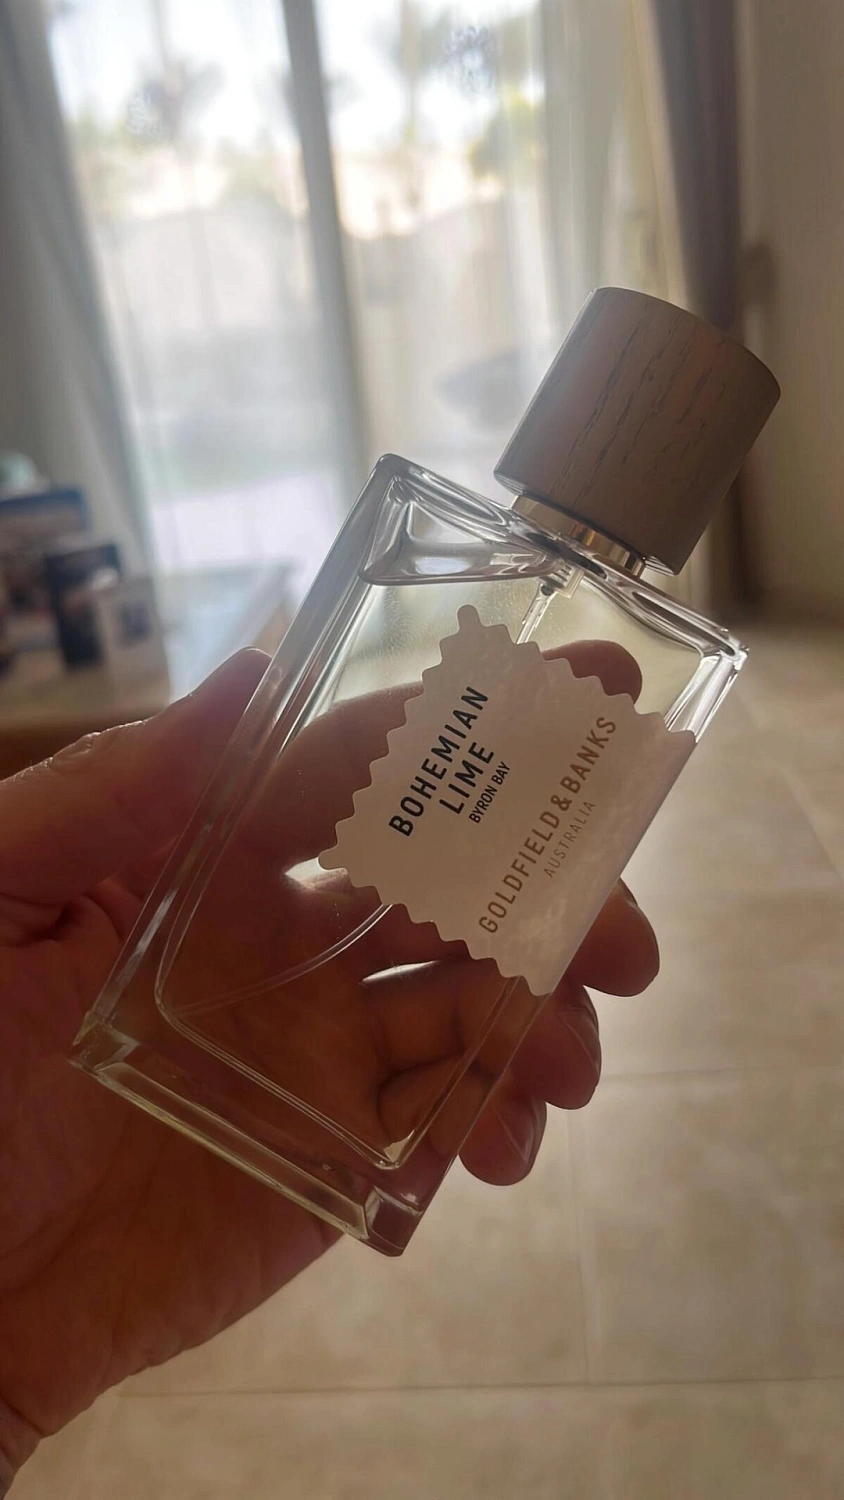 BOHEMIAN
LIME
BYRON BAY
GOLDFIELD & BANKS
AUSTRALIA